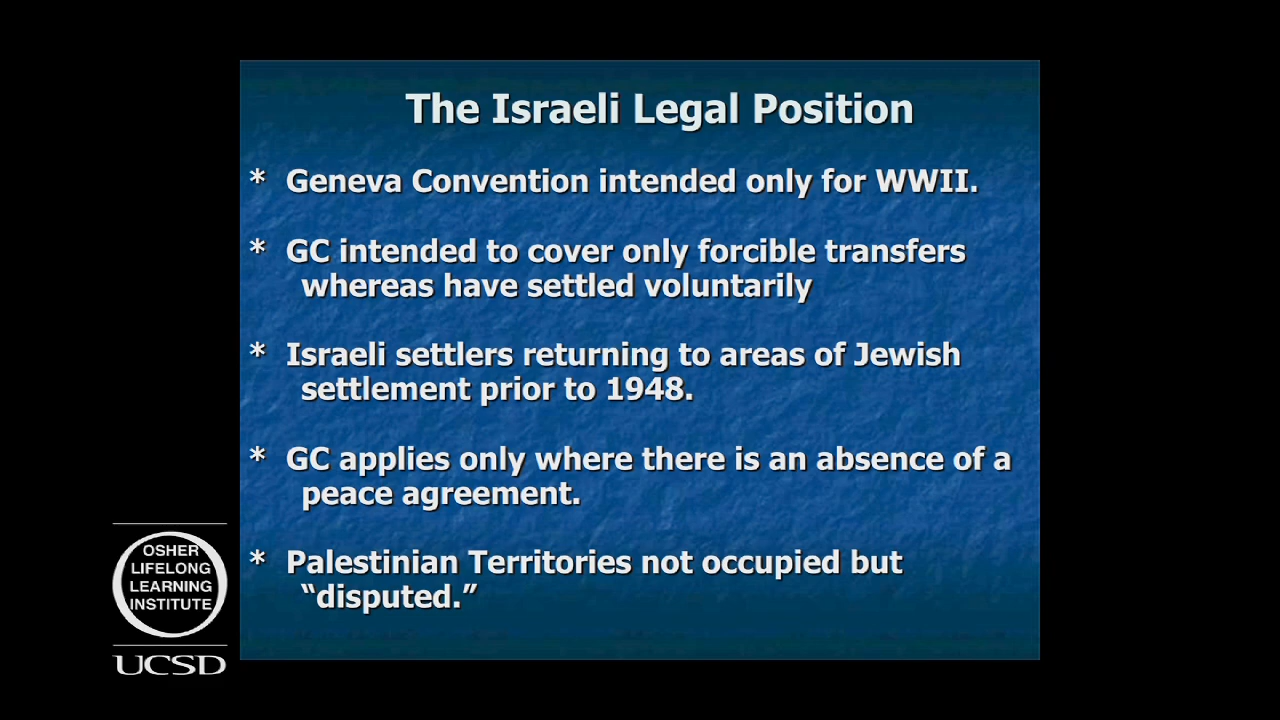 The Israeli Legal Position
* Geneva Convention intended only for WWII.
* GC intended to cover only forcible transfers
whereas have settled voluntarily
* Israeli settlers returning to areas of Jewish
settlement prior to 1948.
* GC applies only where there is an absence of a
peace agreement.
* Palestinian Territories not occupied but
“disputed.”
OSHER
LIFELONG
LEARNING
INSTITUTE
UCSD